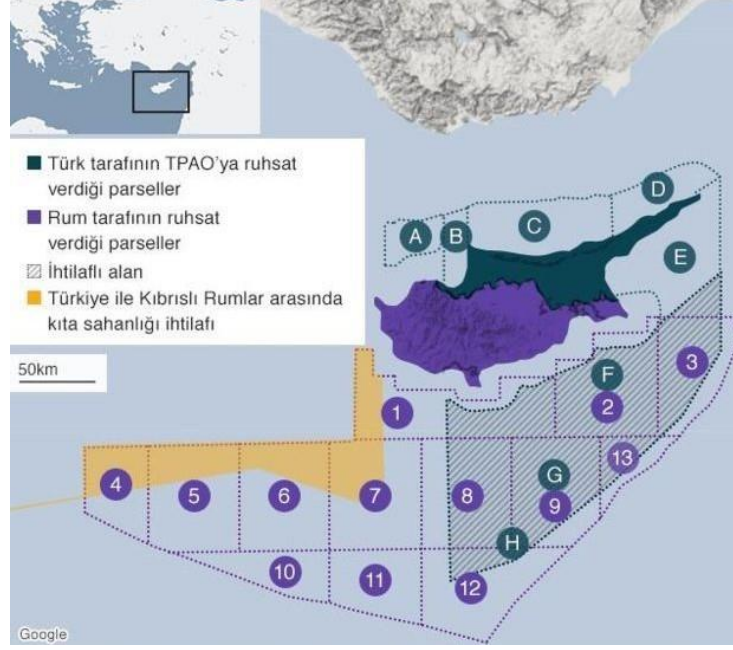 Türk tarafının TPAO'ya ruhsat
verdiği parseller
Rum tarafının ruhsat
verdiği parseller
İhtilaflı alan
Türkiye ile Kıbrıslı Rumlar arasında
kıta sahanlığı ihtilafı
50km
D
A
B
C
E
F
3
1
2
13
4
5
6
7
8
G
9
H
10
11
12
Google